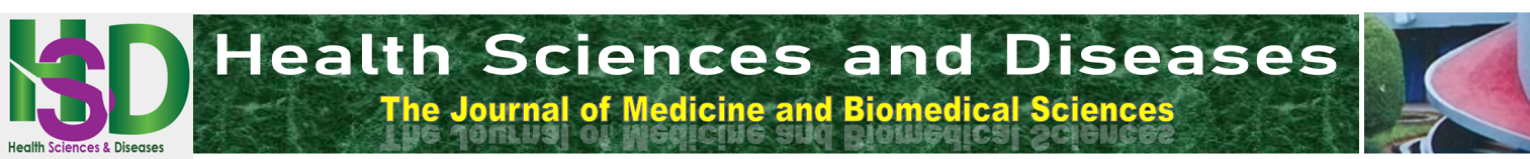 HSD
Health Sciences & Diseases
Health Sciences and Diseases
The Journal of Medicine and Biomedical Sciences